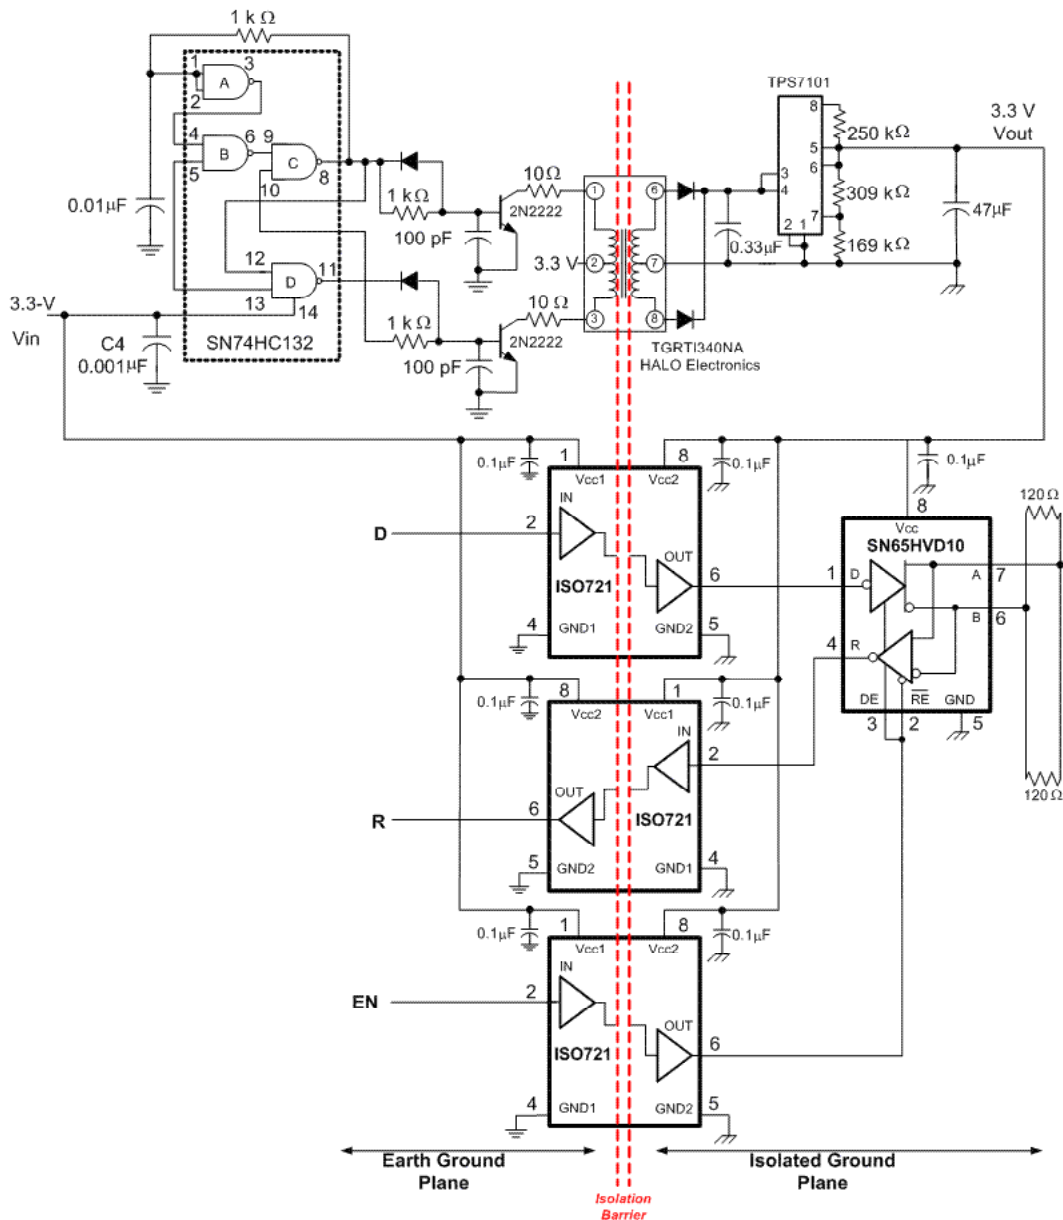 1 k Ω
1
2
3
A
4
5
6
B
9
10
C
8
0.01µF
12
13
D
11
14
3.3-V
Vin
SN74HC132
C4
0.001µF
1 kΩ
100 pF
2N2222
10Ω
1 kΩ
100 pF
2N2222
10 Ω
1
3.3 V
2
3
6
7
8
TGRTI340NA
HALO Electronics
TPS7101
8
5
6
3
4
7
2
1
0.33µF
250 kΩ
309 kΩ
169 kΩ
3.3 V
Vout
47µF
0.1µF
1
Vcc1
8
Vcc2
0.1µF
0.1µF
D
2
IN
ISO721
OUT
6
4
GND1
GND2
5
8
Vcc
SN65HVD10
1
D
A
7
B
6
4
R
DE
RE
GND
3
2
5
120Ω
120Ω
0.1µF
8
Vcc2
1
Vcc1
0.1µF
IN
2
OUT
R
6
ISO721
5
GND2
GND1
4
0.1µF
1
Vcc1
8
Vcc2
0.1µF
EN
2
IN
ISO721
OUT
6
4
GND1
GND2
5
Earth Ground
Plane
Isolated Ground
Plane
Isolation
Barrier